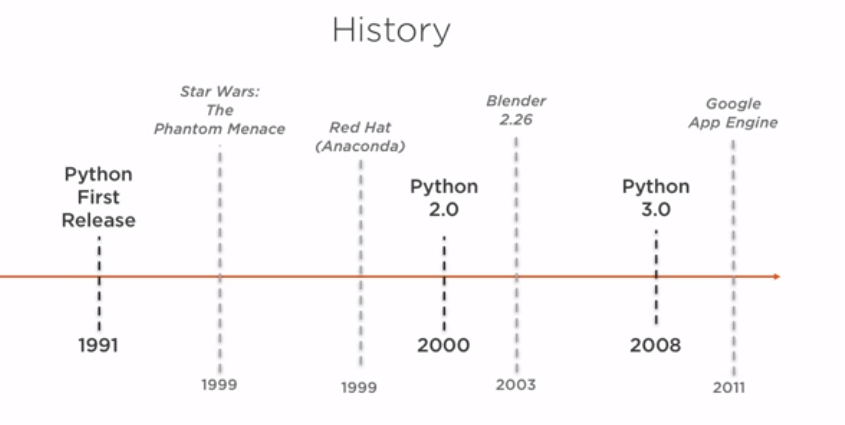 History
Star Wars:
The
Phantom Menace
Red Hat
(Anaconda)
Blender
2.26
Google
App Engine
Python
First
Release
Python
2.0
Python
3.0
1991
2000
2008
1999
1999
2003
2011